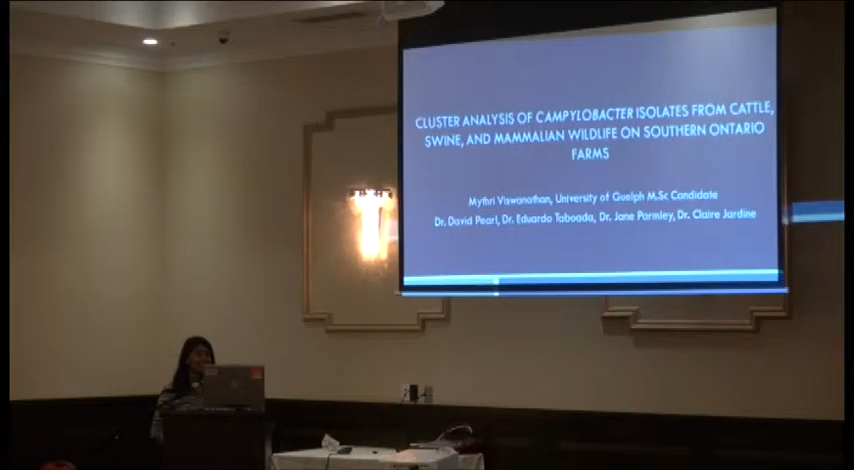 CLUSTER ANALYSIS OF CAMPYLOBACTER ISOLATES FROM CATTLE,
SWINE, AND MAMMALIAN WILDLIFE ON SOUTHERN ONTARIO
FARMS
Mythri Viswanathan, University of Guelph M.Sc Candidate
Dr. David Pearl, Dr. Eduardo Taboada, Dr. Jane Parmley, Dr. Claire Jardine